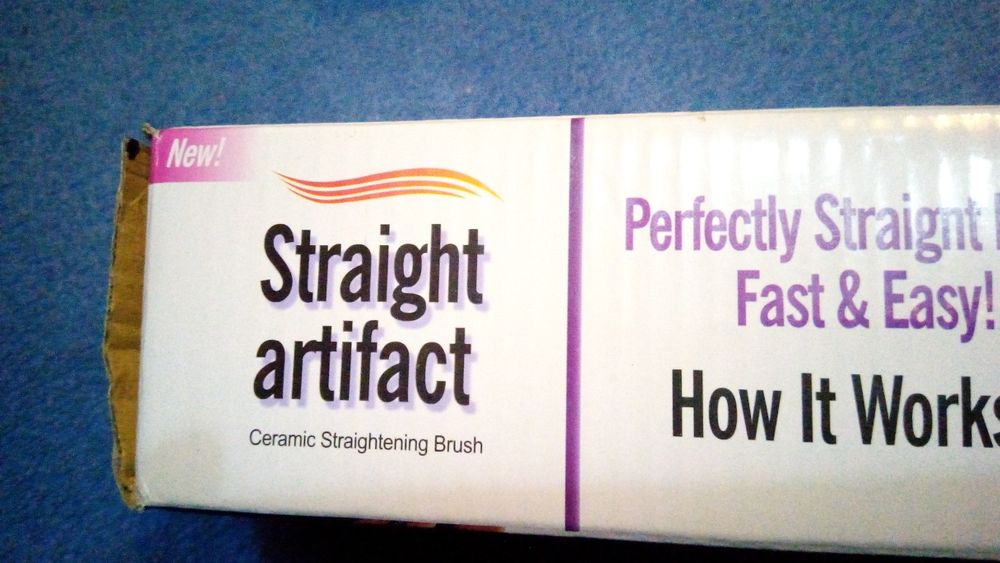 New!
Straight
artifact
Ceramic Straightening Brush
Perfectly Straight
Fast & Easy!
How It Works